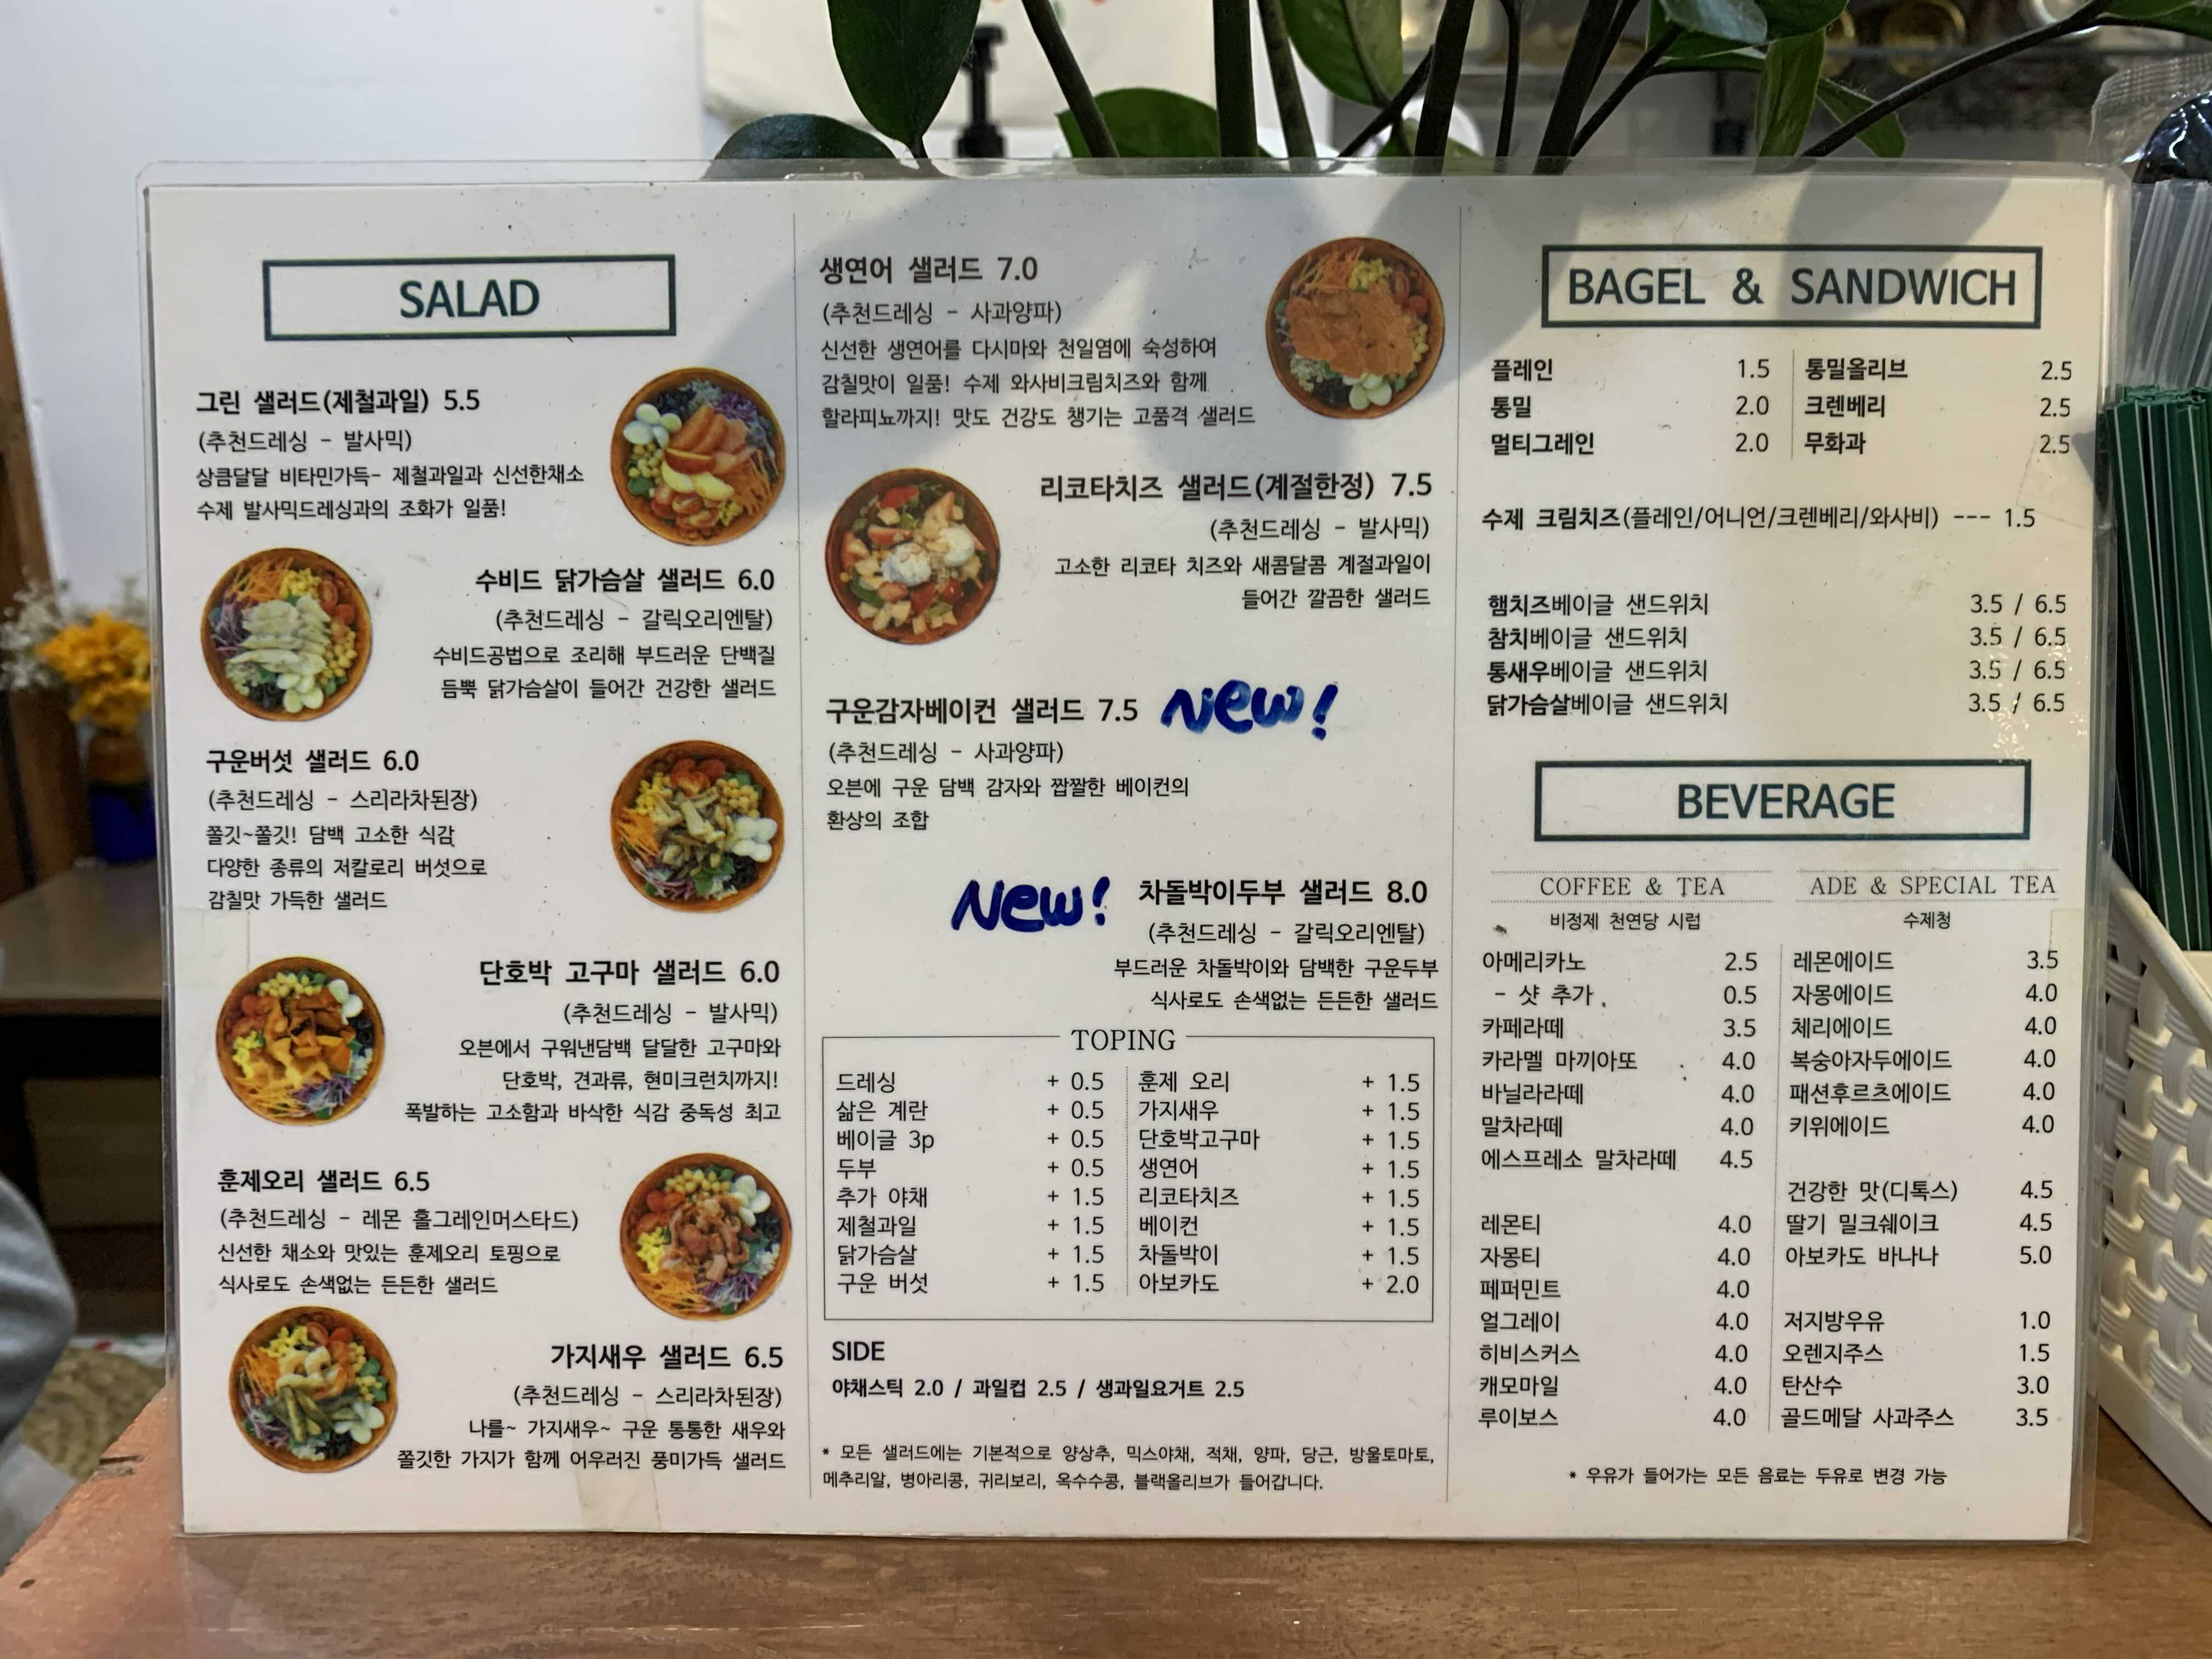 SALAD
그린 샐러드(제철과일) 5.5
(추천드레싱 - 발사믹)
상큼달달 비타민가득- 제철과일과 신선한채소
수제 발사믹드레싱과의 조화가 일품!
수비드 닭가슴살 샐러드 6.0
(추천드레싱 - 갈릭오리엔탈)
수비드공법으로 조리해 부드러운 단백질
듬뿍 닭가슴살이 들어간 건강한 샐러드
구운버섯 샐러드 6.0
(추천드레싱 - 스리라차된장)
쫄깃~쫄깃! 담백 고소한 식감
다양한 종류의 저칼로리 버섯으로
감칠맛 가득한 샐러드
단호박 고구마 샐러드 6.0
(추천드레싱 - 발사믹)
오븐에서 구워낸담백 달달한 고구마와
단호박, 견과류, 현미크런치까지!
폭발하는 고소함과 바삭한 식감 중독성 최고
훈제오리 샐러드 6.5
(추천드레싱 - 레몬 홀그레인머스타드)
신선한 채소와 맛있는 훈제오리 토핑으로
식사로도 손색없는 든든한 샐러드
가지새우 샐러드 6.5
(추천드레싱 - 스리라차된장)
나를~ 가지새우~ 구운 통통한 새우와
쫄깃한 가지가 함께 어우러진 풍미가득 샐러드
생연어 샐러드 7.0
(추천드레싱 - 사과양파)
신선한 생연어를 다시마와 천일염에 숙성하여
감칠맛이 일품! 수제 와사비크림치즈와 함께
할라피뇨까지! 맛도 건강도 챙기는 고품격 샐러드
리코타치즈 샐러드(계절한정) 7.5
(추천드레싱 - 발사믹)
고소한 리코타 치즈와 새콤달콤 계절과일이
들어간 깔끔한 샐러드
구운감자베이컨 샐러드 7.5 New!
(추천드레싱 - 사과양파)
오븐에 구운 담백 감자와 짭짤한 베이컨의
환상의 조합
New! 차돌박이두부 샐러드 8.0
(추천드레싱 - 갈릭오리엔탈)
부드러운 차돌박이와 담백한 구운두부
식사로도 손색없는 든든한 샐러드
TOPING
드레싱 + 0.5 훈제 오리 + 1.5
삶은 계란 + 0.5 가지새우 + 1.5
베이글 3p + 0.5 단호박고구마 + 1.5
두부 + 0.5 생연어 + 1.5
추가 야채 + 1.5 리코타치즈 + 1.5
제철과일 + 1.5 베이컨 + 1.5
닭가슴살 + 1.5 차돌박이 + 1.5
구운 버섯 + 1.5 아보카도 + 2.0
SIDE
야채스틱 2.0 / 과일컵 2.5 / 생과일요거트 2.5
* 모든 샐러드에는 기본적으로 양상추, 믹스야채, 적채, 양파, 당근, 방울토마토,
메추리알, 병아리콩, 귀리보리, 옥수수콩, 블랙올리브가 들어갑니다.
BAGEL & SANDWICH
플레인 1.5 통밀올리브 2.5
통밀 2.0 크렌베리 2.5
멀티그레인 2.0 무화과 2.5
수제 크림치즈(플레인/어니언/크렌베리/와사비) --- 1.5
햄치즈베이글 샌드위치 3.5 / 6.5
참치베이글 샌드위치 3.5 / 6.5
통새우베이글 샌드위치 3.5 / 6.5
닭가슴살베이글 샌드위치 3.5 / 6.5
BEVERAGE
COFFEE & TEA
비정제 천연당 시럽
아메리카노 2.5
- 샷 추가 0.5
카페라떼 3.5
카라멜 마끼아또 4.0
바닐라라떼 4.0
말차라떼 4.0
에스프레소 말차라떼 4.5
레몬티 4.0
자몽티 4.0
페퍼민트 4.0
얼그레이 4.0
히비스커스 4.0
캐모마일 4.0
루이보스 4.0
ADE & SPECIAL TEA
수제청
레몬에이드 3.5
자몽에이드 4.0
체리에이드 4.0
복숭아자두에이드 4.0
패션후르츠에이드 4.0
키위에이드 4.0
건강한 맛(디톡스) 4.5
딸기 밀크쉐이크 4.5
아보카도 바나나 5.0
저지방우유 1.0
오렌지주스 1.5
탄산수 3.0
골드메달 사과주스 3.5
* 우유가 들어가는 모든 음료는 두유로 변경 가능